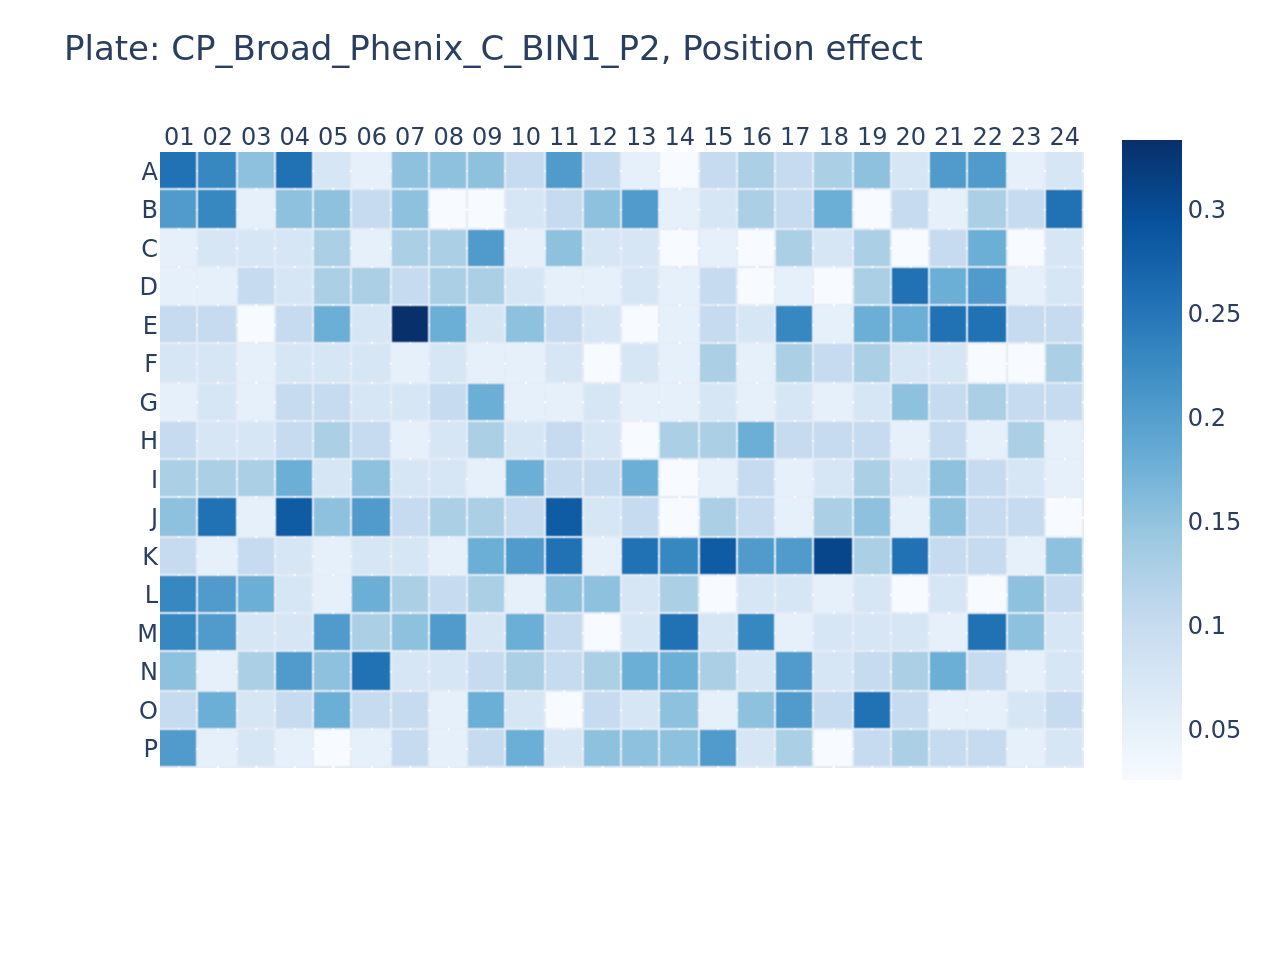 Plate: CP_Broad_Phenix_C_BIN1_P2, Position effect
01 02 03 04 05 06 07 08 09 10 11 12 13 14 15 16 17 18 19 20 21 22 23 24
A
B
C
D
E
F
G
H
I
J
K
L
M
N
O
P
0.3
0.25
0.2
0.15
0.1
0.05